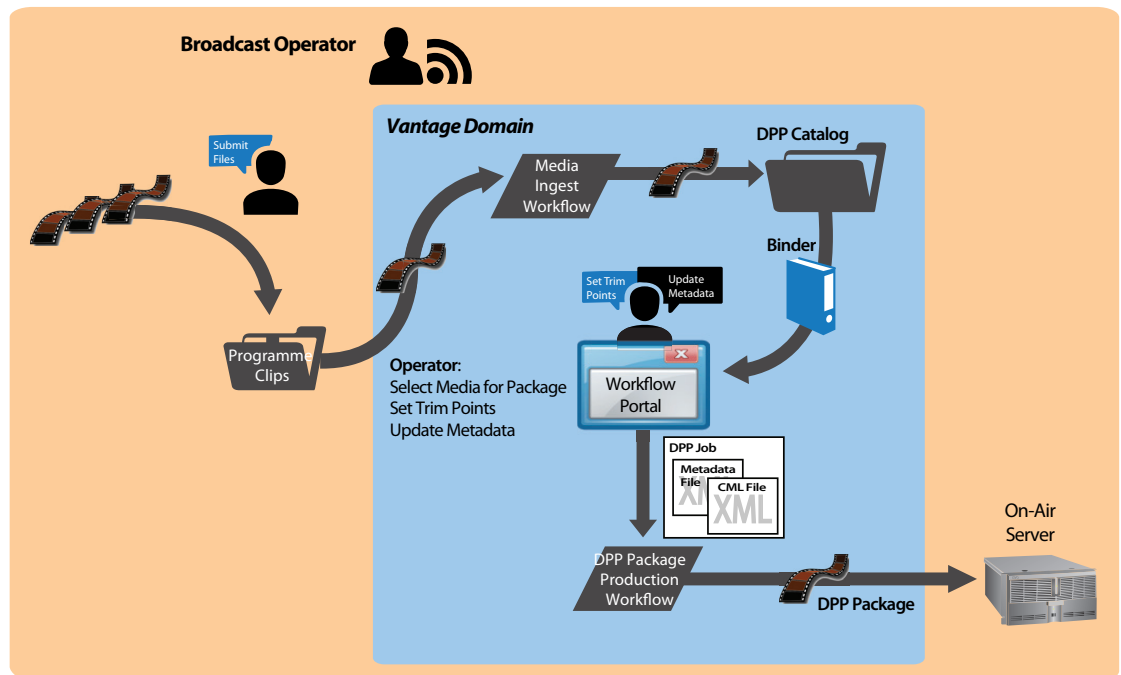 Broadcast Operator
Vantage Domain
DPP Catalog
Submit
Files
Media
Ingest
Workflow
Binder
Set Trim
Points
Update
Metadata
Programme
Clips
Operator:
Select Media for Package
Set Trim Points
Update Metadata
Workflow
Portal
DPP Job
Metadata
File
XML
CML File
XML
On-Air
Server
DPP Package
Production
Workflow
DPP Package